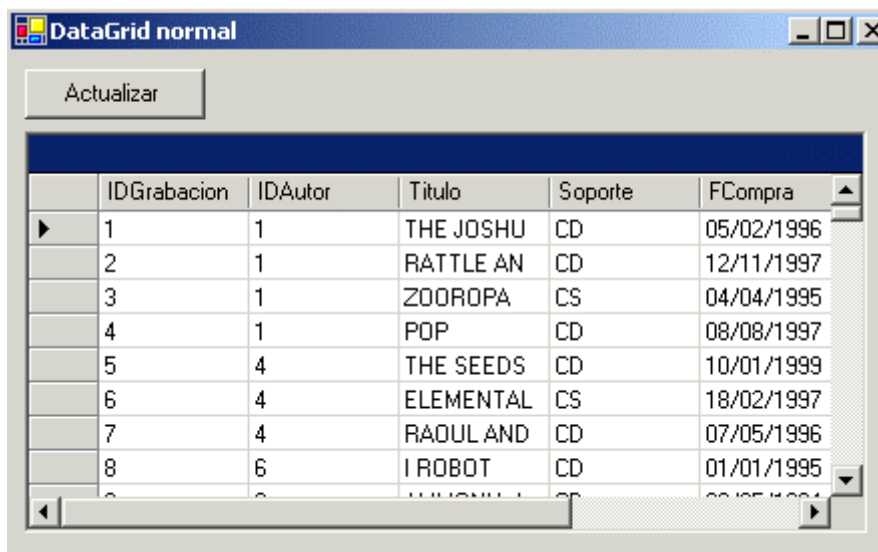 DataGrid normal
Actualizar
IDGrabacion IDAutor Titulo Soporte FCompra
1 1 THE JOSHU CD 05/02/1996
2 1 RATTLE AN CD 12/11/1997
3 1 ZOOROPA CS 04/04/1995
4 1 POP CD 08/08/1997
5 4 THE SEEDS CD 10/01/1999
6 4 ELEMENTAL CS 18/02/1997
7 4 RAOUL AND CD 07/05/1996
8 6 I ROBOT CD 01/01/1995